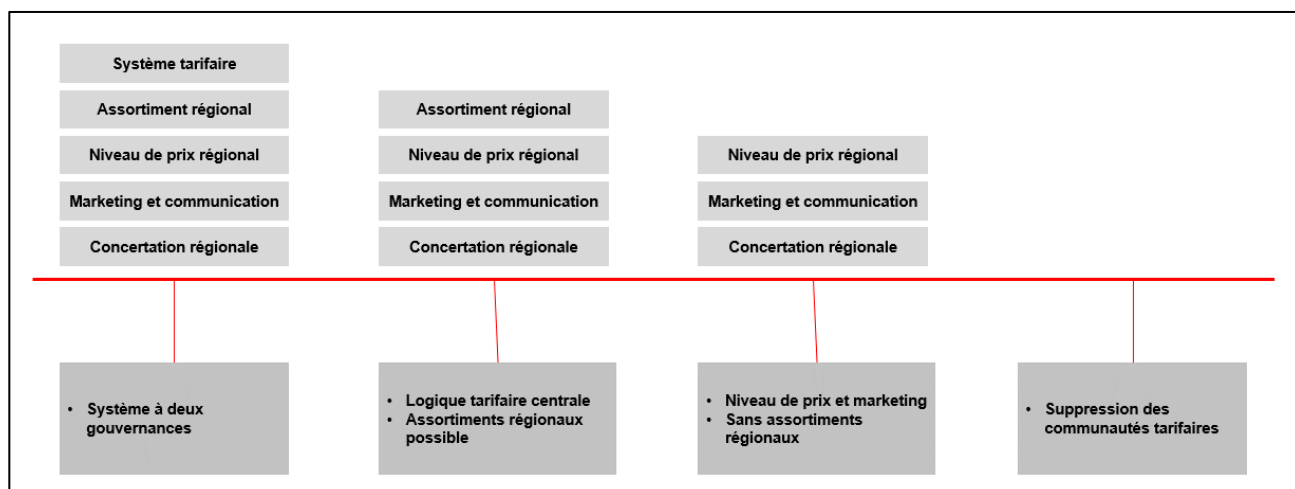 Système tarifaire
Assortiment régional
Niveau de prix régional
Marketing et communication
Concertation régionale
Assortiment régional
Niveau de prix régional
Marketing et communication
Concertation régionale
Niveau de prix régional
Marketing et communication
Concertation régionale
• Système à deux
gouvernances
• Logique tarifaire centrale
• Assortiments régionaux
possible
• Niveau de prix et marketing
• Sans assortiments
régionaux
• Suppression des
communautés tarifaires